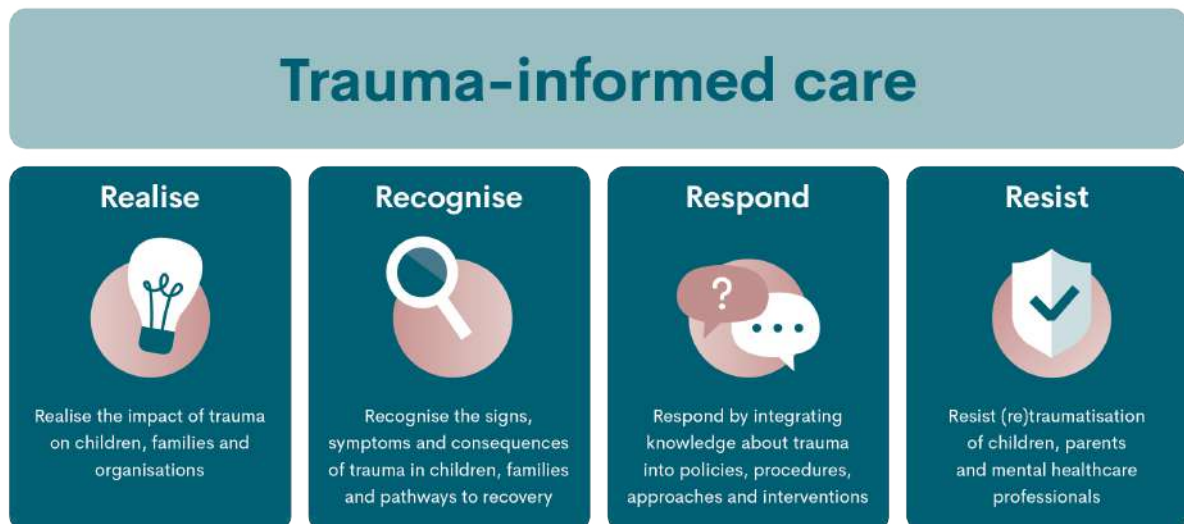 Trauma-informed care
Realise
Realise the impact of trauma
on children, families and
organisations
Recognise
Recognise the signs,
symptoms and consequences
of trauma in children, families
and pathways to recovery
Respond
?
Respond by integrating
knowledge about trauma
into policies, procedures,
approaches and interventions
Resist
Resist (re)traumatisation
of children, parents
and mental healthcare
professionals